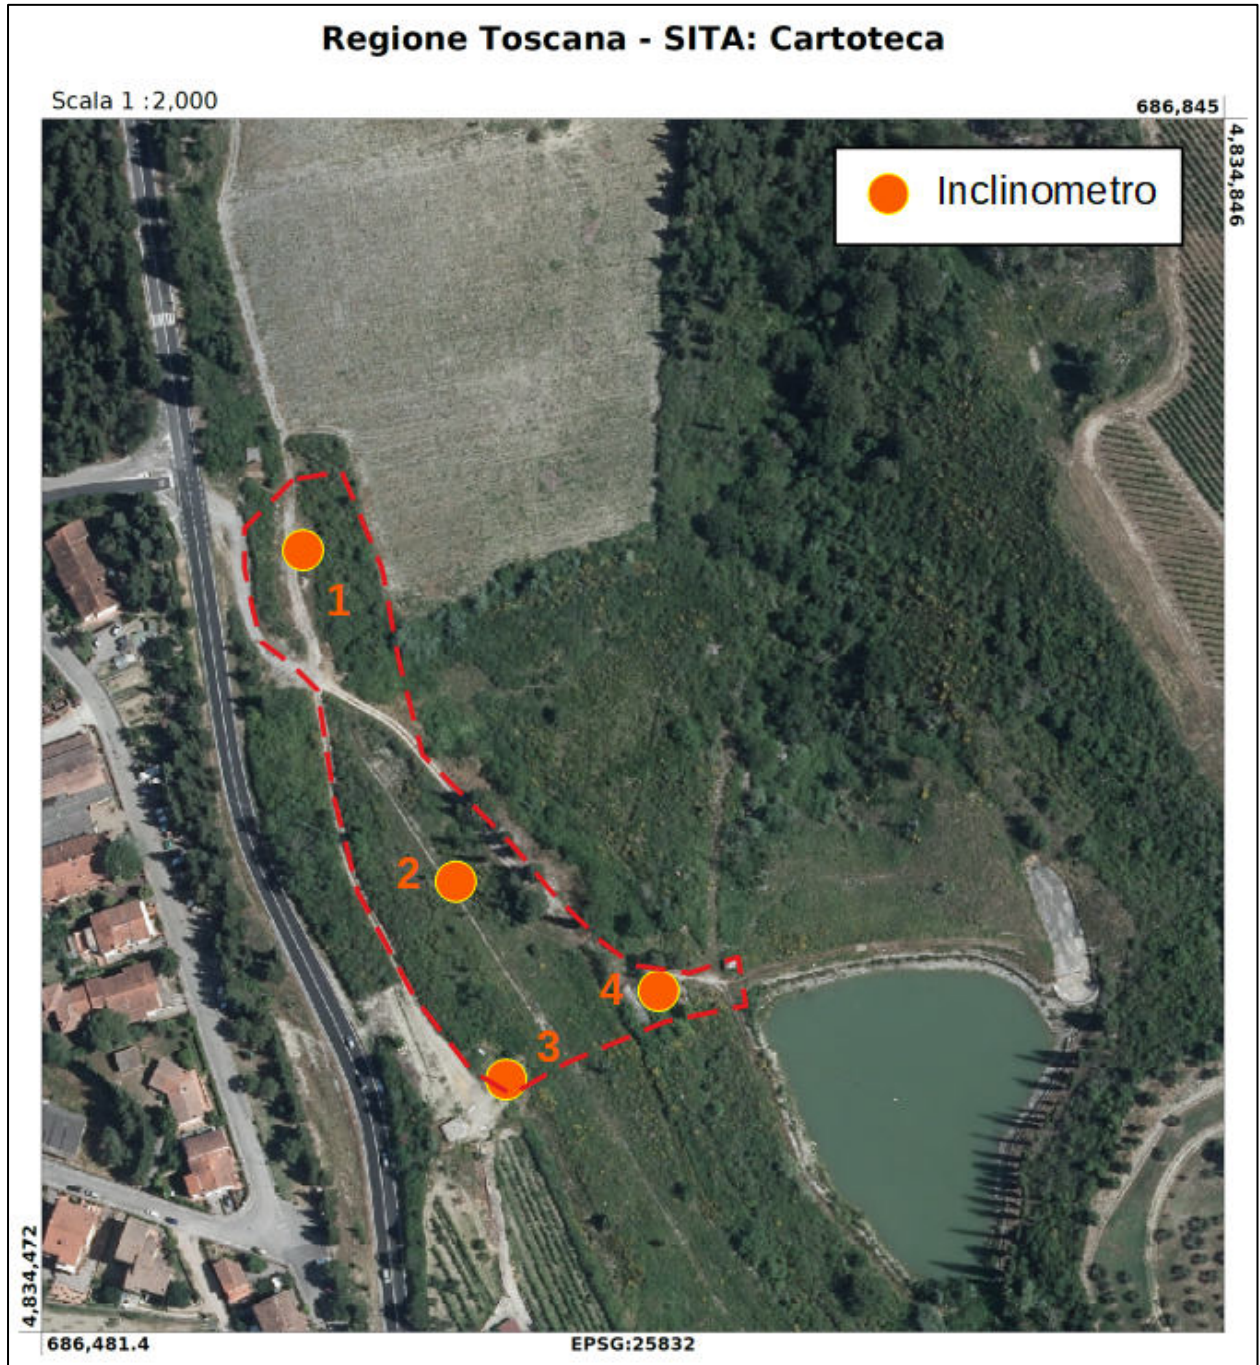 Regione Toscana - SITA: Cartoteca
Scala 1 :2,000
686,845
4,834,846
Inclinometro
1
2
4
3
4,834,472
686,481.4
EPSG:25832